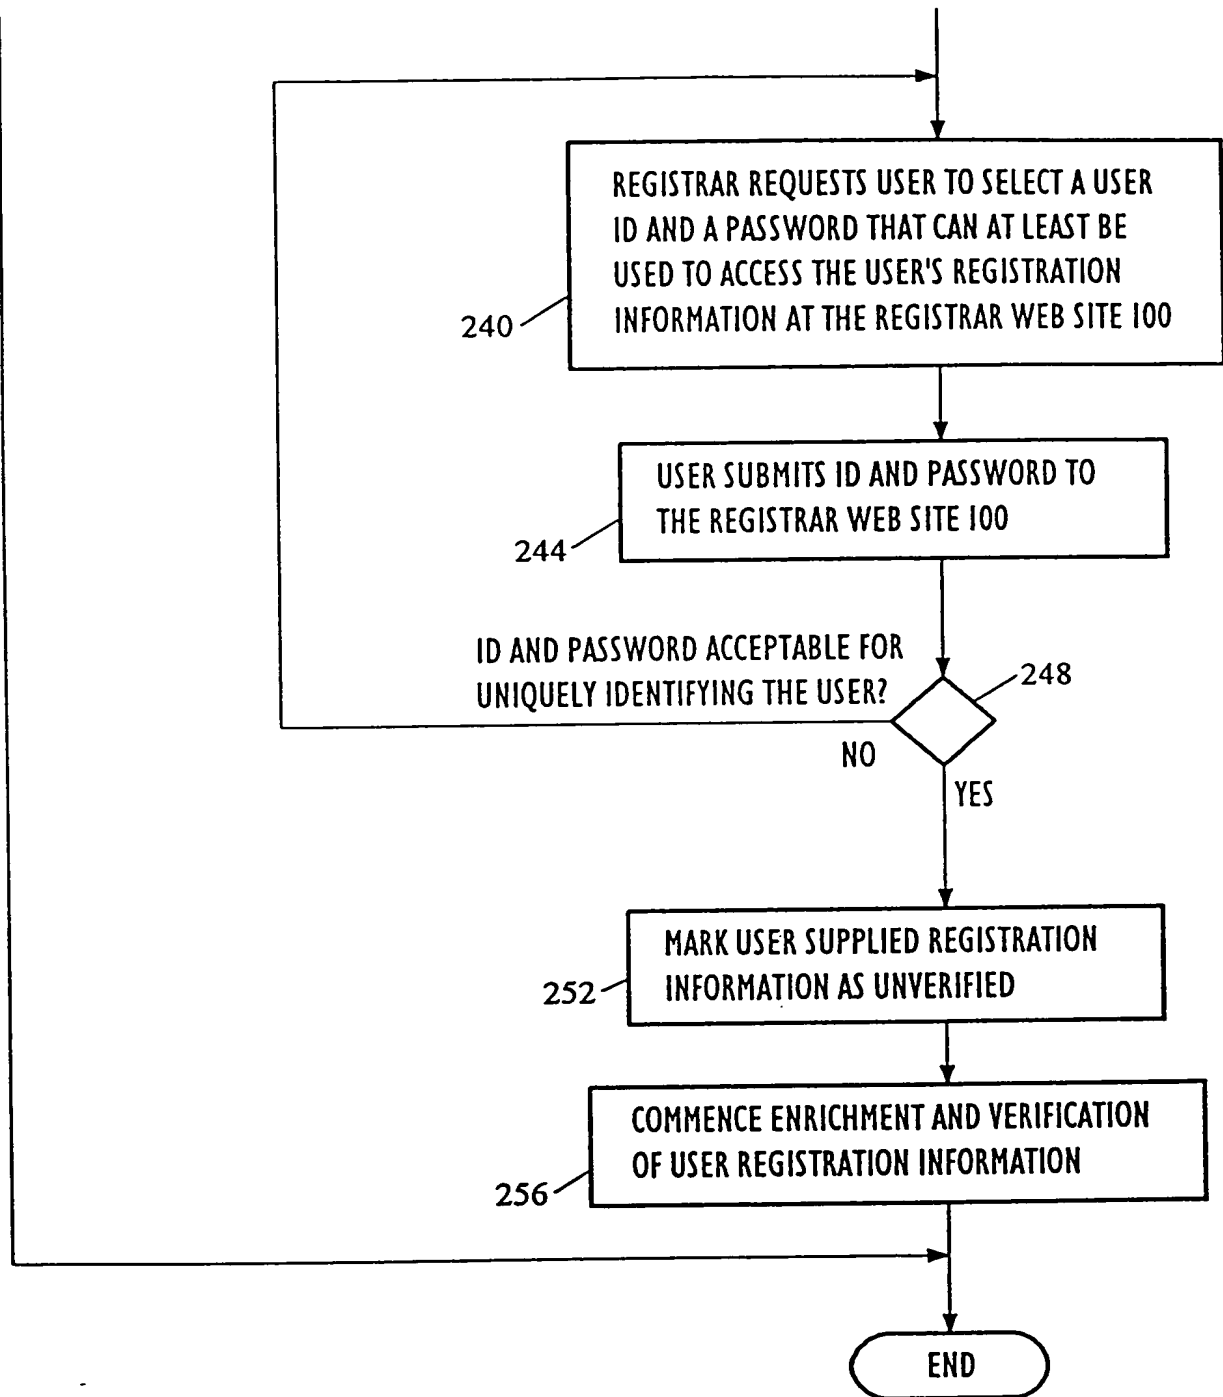 REGISTRAR REQUESTS USER TO SELECT A USER
ID AND A PASSWORD THAT CAN AT LEAST BE
USED TO ACCESS THE USER'S REGISTRATION
INFORMATION AT THE REGISTRAR WEB SITE 100
240
USER SUBMITS ID AND PASSWORD TO
THE REGISTRAR WEB SITE 100
244
ID AND PASSWORD ACCEPTABLE FOR
UNIQUELY IDENTIFYING THE USER?
248
NO
YES
MARK USER SUPPLIED REGISTRATION
INFORMATION AS UNVERIFIED
252
COMMENCE ENRICHMENT AND VERIFICATION
OF USER REGISTRATION INFORMATION
256
END